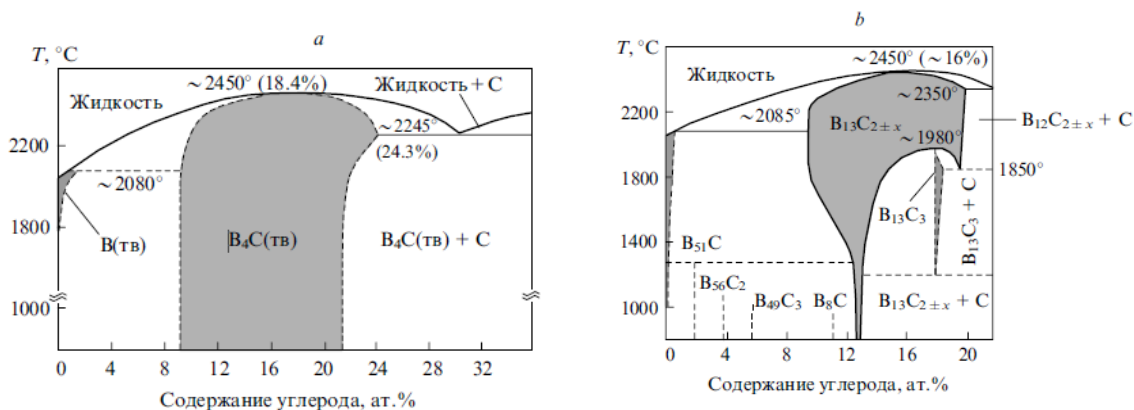 a
T, °C
~2450° (18.4%)
Жидкость + C
Жидкость
~2245°
(24.3%)
2200
~2080°
1800
B(тв)
B₄C(тв)
B₄C(тв) + C
1000
0 4 8 12 16 20 24 28 32
Содержание углерода, ат.%
b
T, °C
~2450° (~16%)
Жидкость
~2350°
2200
~2085°
B₁₃C₂±ₓ
B₁₂C₂±ₓ + C
~1980°
1850°
1800
B₁₃C₃
B₁₃C₃ + C
1400
B₅₁C
B₅₆C₂
B₄₉C₃
B₈C
B₁₃C₂±ₓ + C
1000
0 4 8 12 16 20
Содержание углерода, ат.%